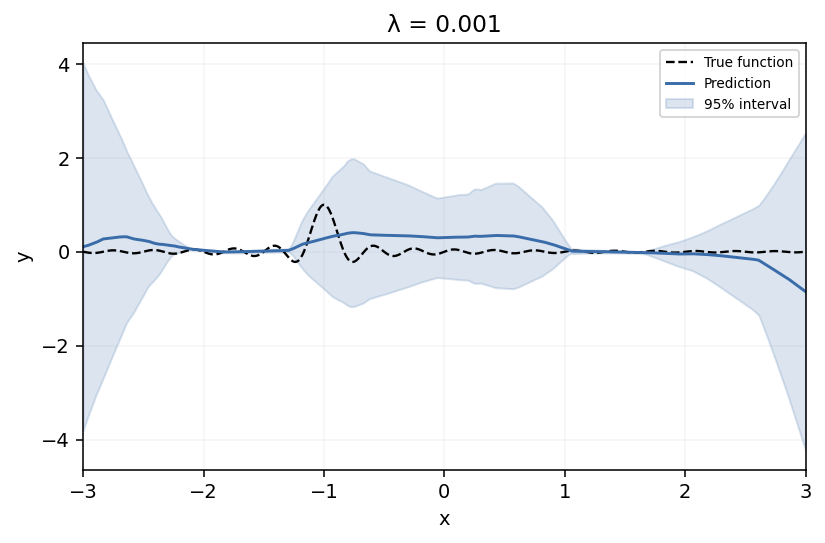 λ = 0.001
True function
Prediction
95% interval
y
4
2
0
−2
−4
−3 −2 −1 0 1 2 3
x